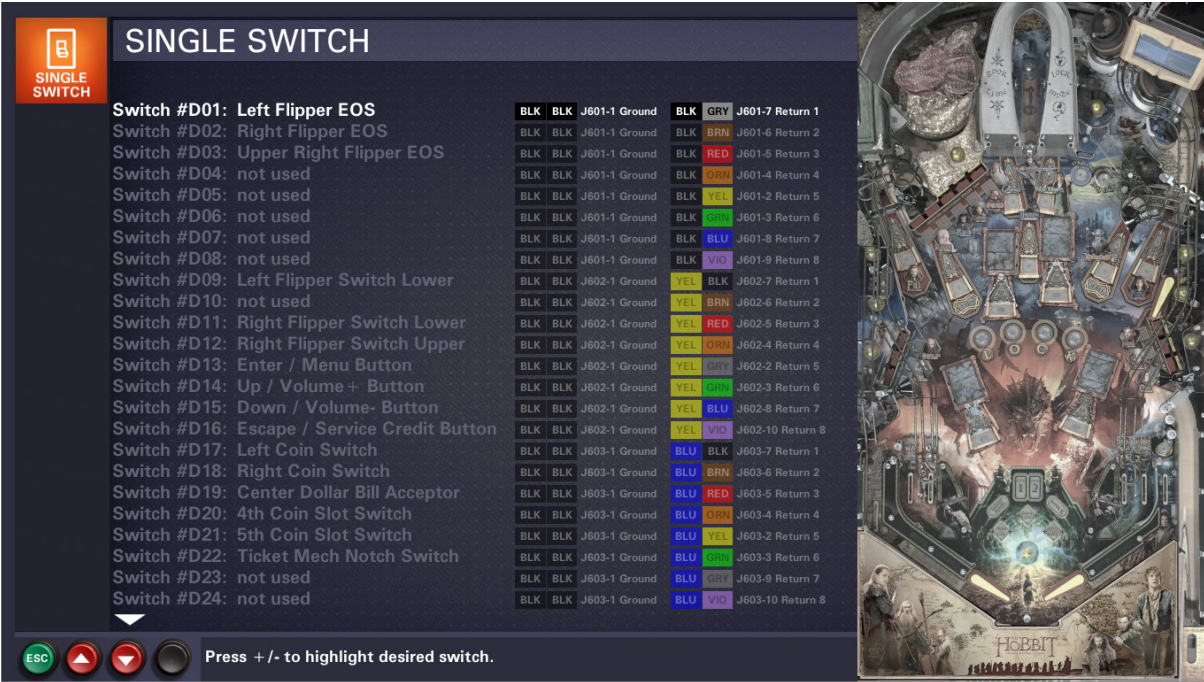 SINGLE SWITCH
SINGLE
SWITCH
Switch #D01: Left Flipper EOS BLK BLK J601-1 Ground BLK GRY J601-7 Return 1
Switch #D02: Right Flipper EOS BLK BLK J601-1 Ground BLK BRN J601-6 Return 2
Switch #D03: Upper Right Flipper EOS BLK BLK J601-1 Ground BLK RED J601-5 Return 3
Switch #D04: not used BLK BLK J601-1 Ground BLK ORN J601-4 Return 4
Switch #D05: not used BLK BLK J601-1 Ground BLK YEL J601-2 Return 5
Switch #D06: not used BLK BLK J601-1 Ground BLK GRN J601-3 Return 6
Switch #D07: not used BLK BLK J601-1 Ground BLK BLU J601-8 Return 7
Switch #D08: not used BLK BLK J601-1 Ground BLK VIO J601-9 Return 8
Switch #D09: Left Flipper Switch Lower BLK BLK J602-1 Ground YEL BLK J602-7 Return 1
Switch #D10: not used BLK BLK J602-1 Ground YEL BRN J602-6 Return 2
Switch #D11: Right Flipper Switch Lower BLK BLK J602-1 Ground YEL RED J602-5 Return 3
Switch #D12: Right Flipper Switch Upper BLK BLK J602-1 Ground YEL ORN J602-4 Return 4
Switch #D13: Enter / Menu Button BLK BLK J602-1 Ground YEL GRY J602-2 Return 5
Switch #D14: Up / Volume+ Button BLK BLK J602-1 Ground YEL GRN J602-3 Return 6
Switch #D15: Down / Volume- Button BLK BLK J602-1 Ground YEL BLU J602-8 Return 7
Switch #D16: Escape / Service Credit Button BLK BLK J602-1 Ground YEL VIO J602-10 Return 8
Switch #D17: Left Coin Switch BLK BLK J603-1 Ground BLU BLK J603-7 Return 1
Switch #D18: Right Coin Switch BLK BLK J603-1 Ground BLU BRN J603-6 Return 2
Switch #D19: Center Dollar Bill Acceptor BLK BLK J603-1 Ground BLU RED J603-5 Return 3
Switch #D20: 4th Coin Slot Switch BLK BLK J603-1 Ground BLU ORN J603-4 Return 4
Switch #D21: 5th Coin Slot Switch BLK BLK J603-1 Ground BLU YEL J603-2 Return 5
Switch #D22: Ticket Mech Notch Switch BLK BLK J603-1 Ground BLU GRN J603-3 Return 6
Switch #D23: not used BLK BLK J603-1 Ground BLU GRY J603-9 Return 7
Switch #D24: not used BLK BLK J603-1 Ground BLU VIO J603-10 Return 8
ESC
Press +/- to highlight desired switch.
BOOK
LOCK
TIME
MODE
HOBBIT